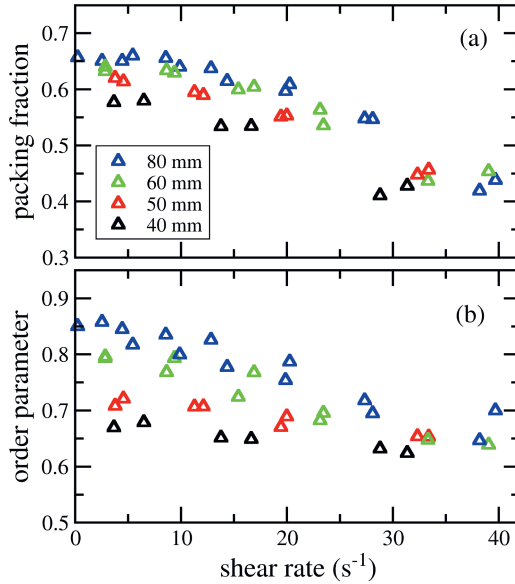 (a)
packing fraction
0.7
0.6
0.5
0.4
0.3
80 mm
60 mm
50 mm
40 mm
(b)
order parameter
0.9
0.8
0.7
0.6
0.5
0 10 20 30 40
shear rate (s⁻¹)